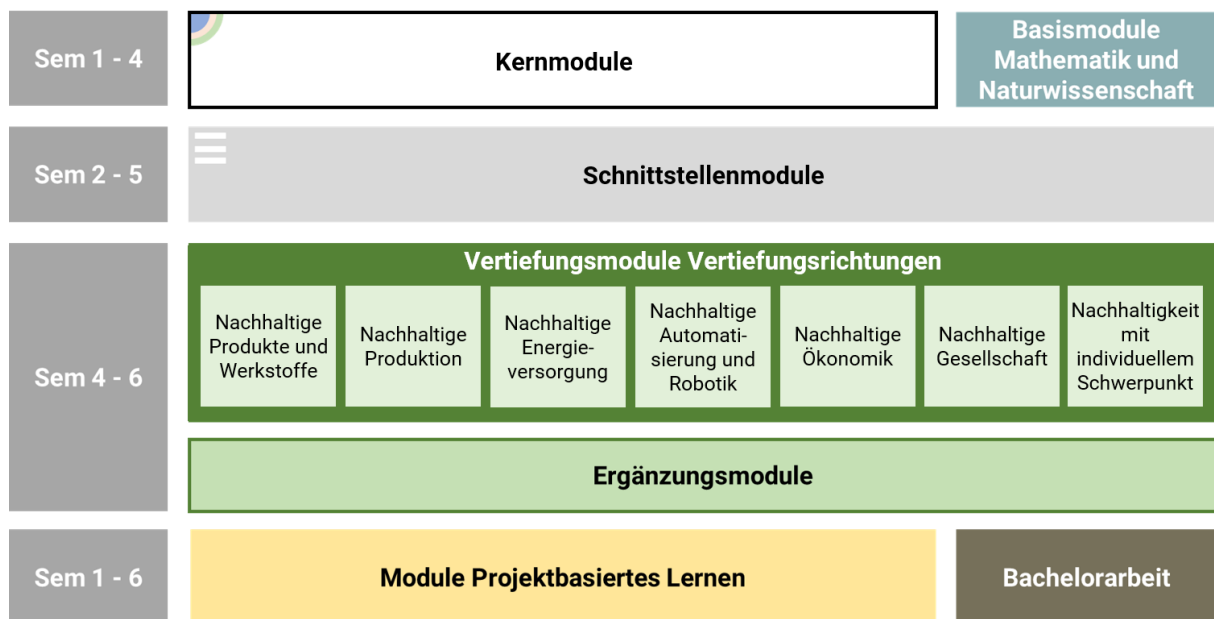 Sem 1 - 4
Kernmodule
Basismodule
Mathematik und
Naturwissenschaft
Sem 2 - 5
Schnittstellenmodule
Sem 4 - 6
Vertiefungsmodule Vertiefungsrichtungen
Nachhaltige
Produkte und
Werkstoffe
Nachhaltige
Produktion
Nachhaltige
Energie-
versorgung
Nachhaltige
Automati-
sierung und
Robotik
Nachhaltige
Ökonomik
Nachhaltige
Gesellschaft
Nachhaltigkeit
mit
individuellem
Schwerpunkt
Ergänzungsmodule
Sem 1 - 6
Module Projektbasiertes Lernen
Bachelorarbeit